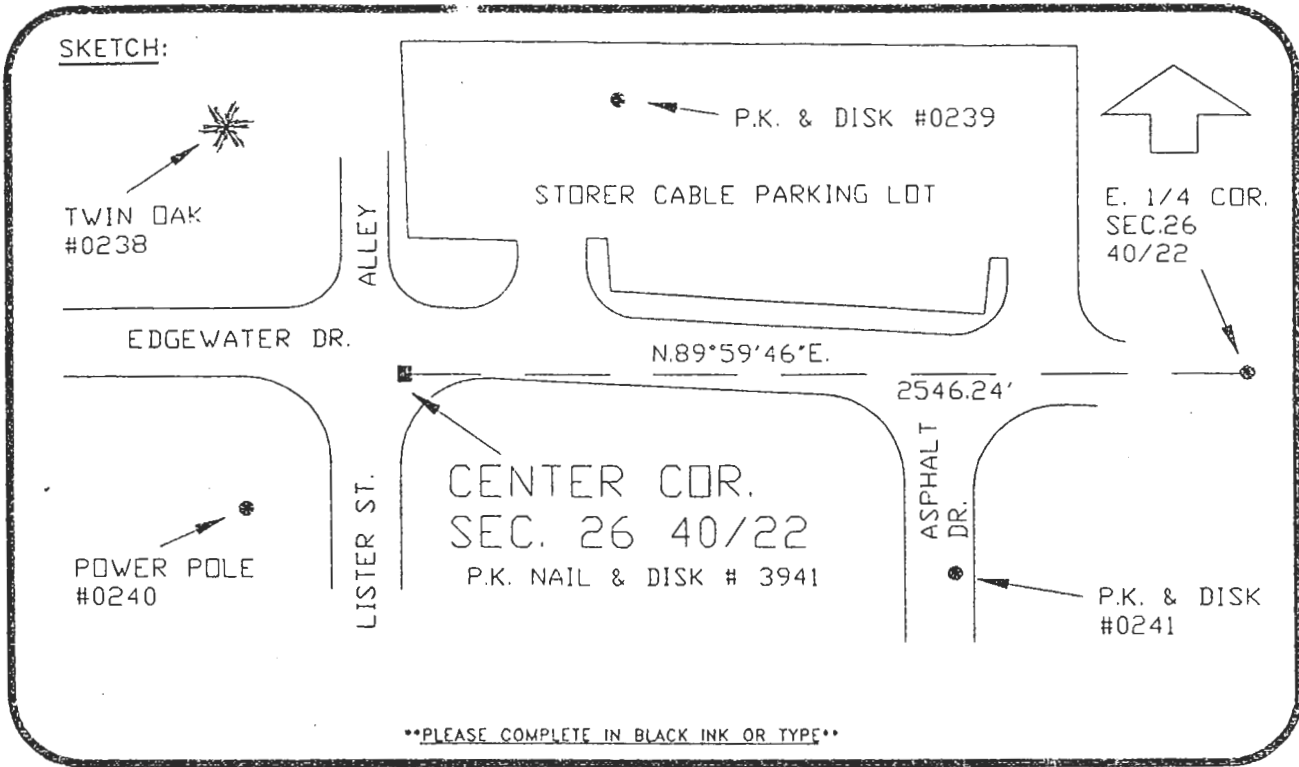 SKETCH:
P.K. & DISK #0239
TWIN OAK
#0238
ALLEY
STORER CABLE PARKING LOT
E. 1/4 COR.
SEC.26
40/22
EDGEWATER DR.
N.89°59'46"E.
2546.24'
CENTER COR.
SEC. 26 40/22
P.K. NAIL & DISK # 3941
LISTER ST.
ASPHALT
DR.
POWER POLE
#0240
P.K. & DISK
#0241
**PLEASE COMPLETE IN BLACK INK OR TYPE**